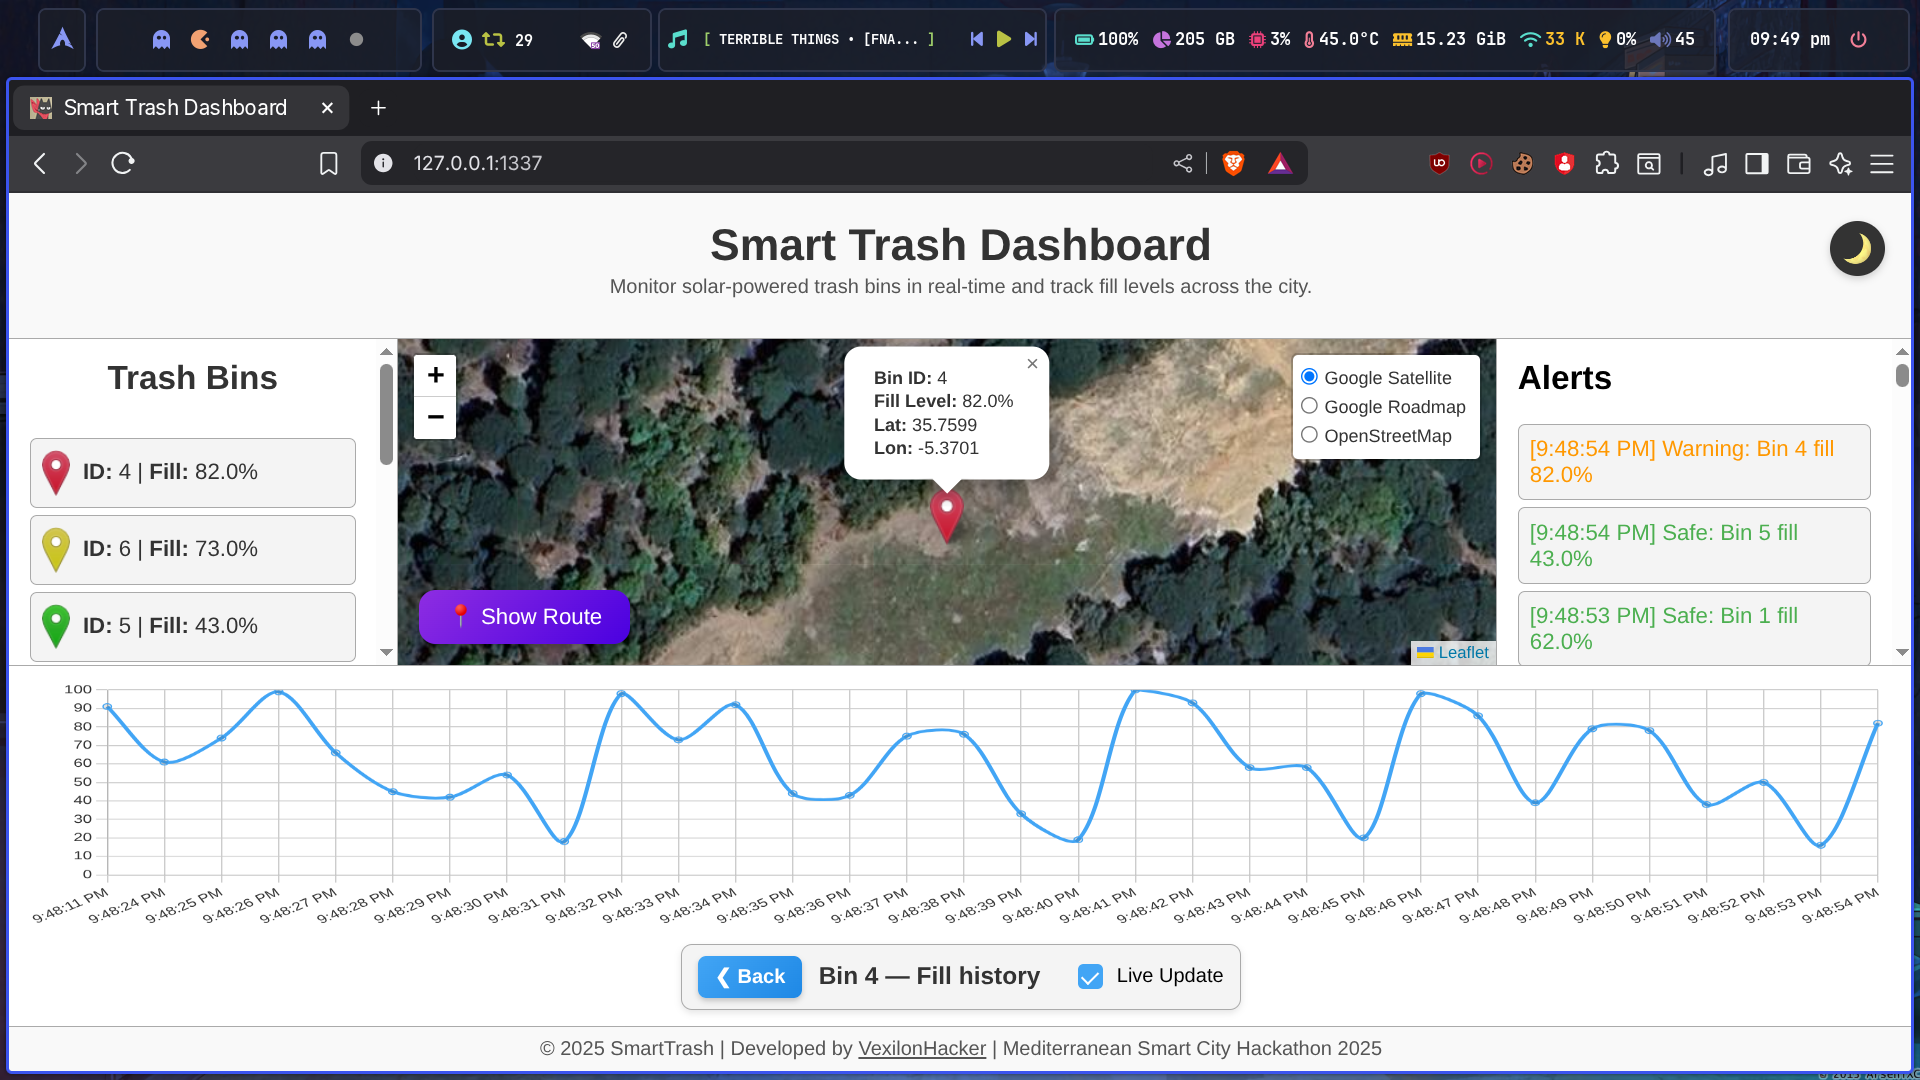 29
[ TERRIBLE THINGS • [FNA... ]
100%
205 GB
3%
45.0°C
15.23 GiB
33 K
0%
45
09:49 pm
Smart Trash Dashboard
127.0.0.1:1337
Smart Trash Dashboard
Monitor solar-powered trash bins in real-time and track fill levels across the city.
Trash Bins
ID: 4 | Fill: 82.0%
ID: 6 | Fill: 73.0%
ID: 5 | Fill: 43.0%
+
−
Bin ID: 4
Fill Level: 82.0%
Lat: 35.7599
Lon: -5.3701
×
Google Satellite
Google Roadmap
OpenStreetMap
Show Route
Leaflet
Alerts
[9:48:54 PM] Warning: Bin 4 fill
82.0%
[9:48:54 PM] Safe: Bin 5 fill
43.0%
[9:48:53 PM] Safe: Bin 1 fill
62.0%
100
90
80
70
60
50
40
30
20
10
0
9:48:11 PM
9:48:24 PM
9:48:25 PM
9:48:26 PM
9:48:27 PM
9:48:28 PM
9:48:29 PM
9:48:30 PM
9:48:31 PM
9:48:32 PM
9:48:33 PM
9:48:34 PM
9:48:35 PM
9:48:36 PM
9:48:37 PM
9:48:38 PM
9:48:39 PM
9:48:40 PM
9:48:41 PM
9:48:42 PM
9:48:43 PM
9:48:44 PM
9:48:45 PM
9:48:46 PM
9:48:47 PM
9:48:48 PM
9:48:49 PM
9:48:50 PM
9:48:51 PM
9:48:52 PM
9:48:53 PM
9:48:54 PM
❮ Back
Bin 4 — Fill history
Live Update
© 2025 SmartTrash | Developed by VexilonHacker | Mediterranean Smart City Hackathon 2025